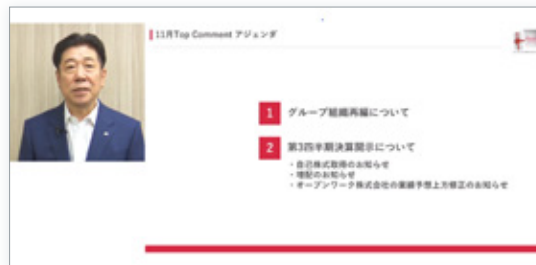 11月Top Comment アジェンダ
1 グループ組織再編について
2 第3四半期決算開示について
・自己株式取得のお知らせ
・増配のお知らせ
・オープンワーク株式会社の業績予想上方修正のお知らせ